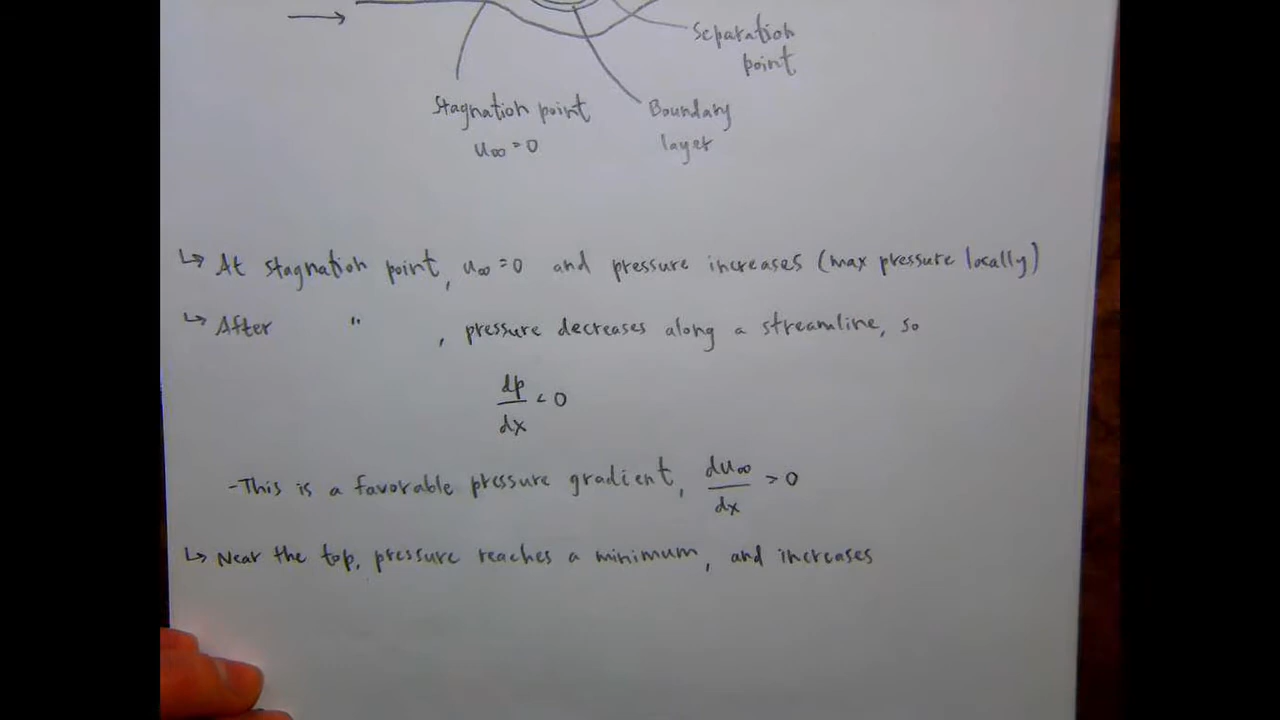 Separation
point
Stagnation point
u∞ = 0
Boundary
layer
↳ At stagnation point, u∞ = 0 and pressure increases (max pressure locally)
↳ After " , pressure decreases along a streamline, so
dp/dx < 0
- This is a favorable pressure gradient, du∞/dx > 0
↳ Near the top, pressure reaches a minimum, and increases